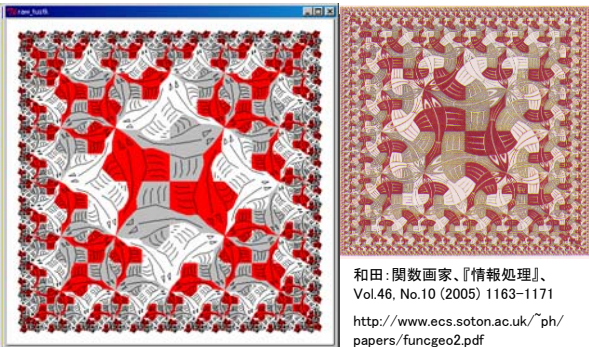 raw_hustk
和田：関数画家、『情報処理』、
Vol.46, No.10 (2005) 1163-1171
http://www.ecs.soton.ac.uk/~ph/
papers/funcgeo2.pdf